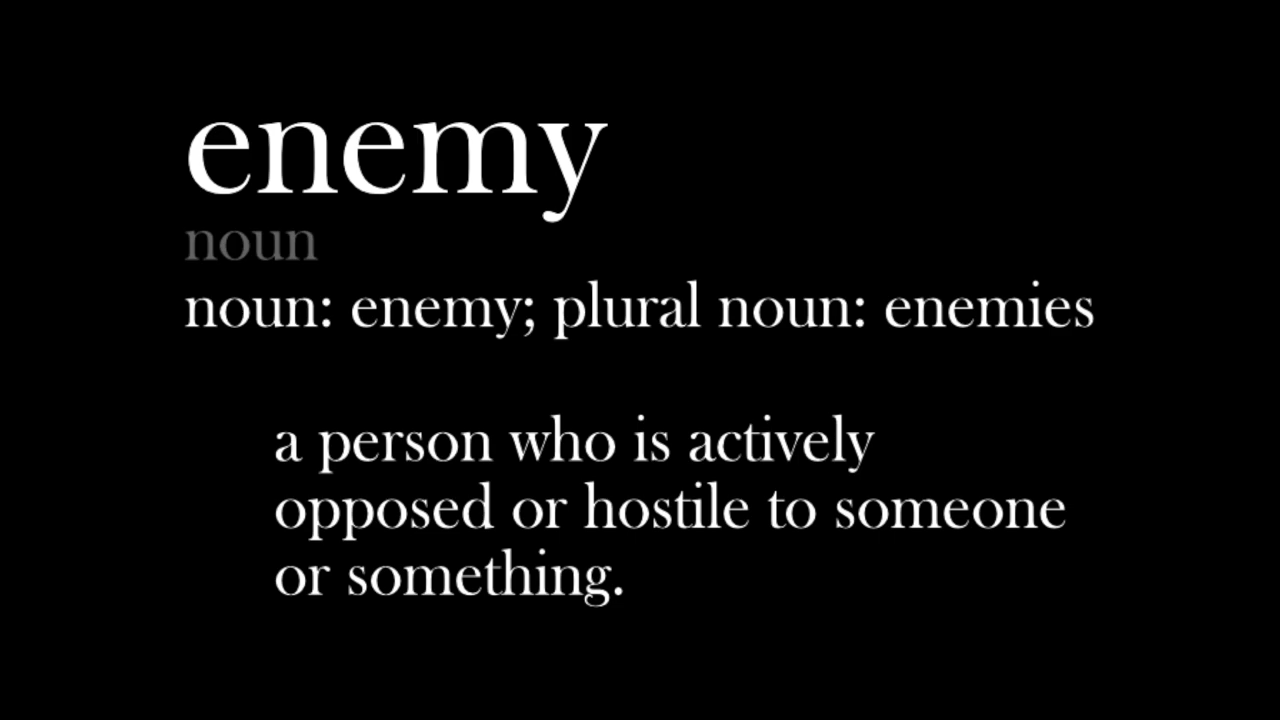 enemy
noun
noun: enemy; plural noun: enemies
a person who is actively
opposed or hostile to someone
or something.